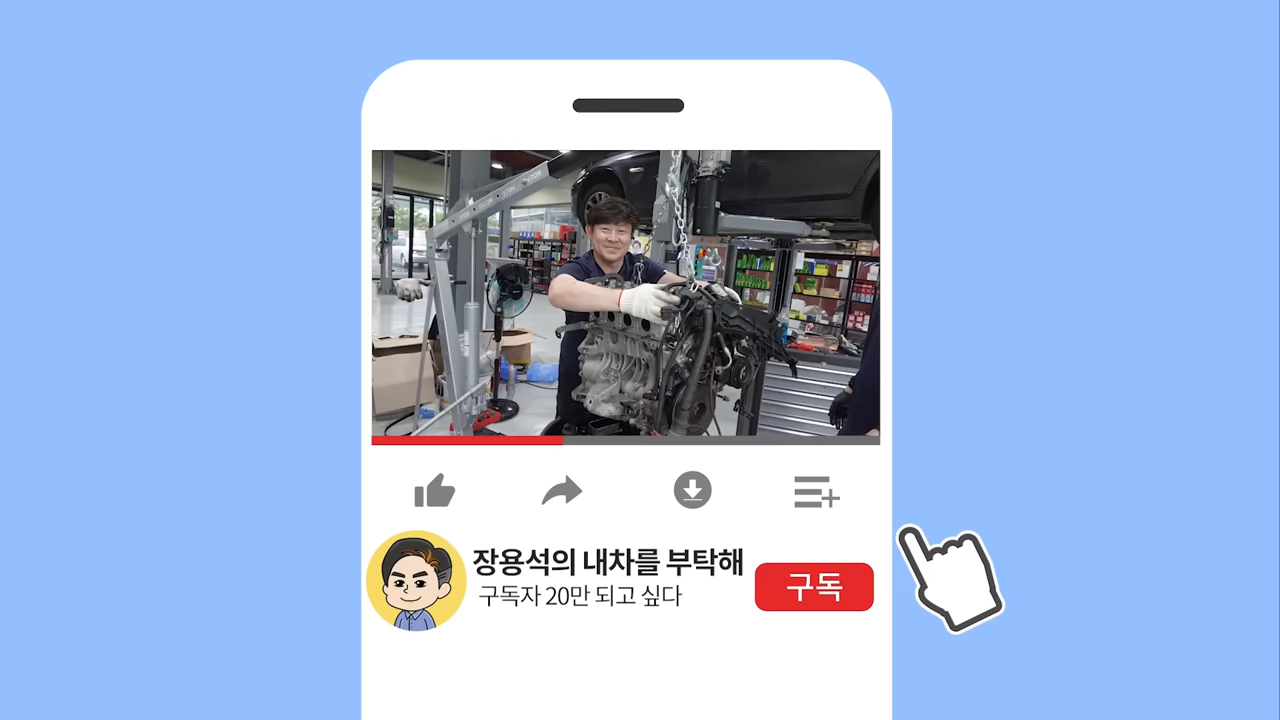 장용석의 내차를 부탁해
구독자 20만 되고 싶다
구독